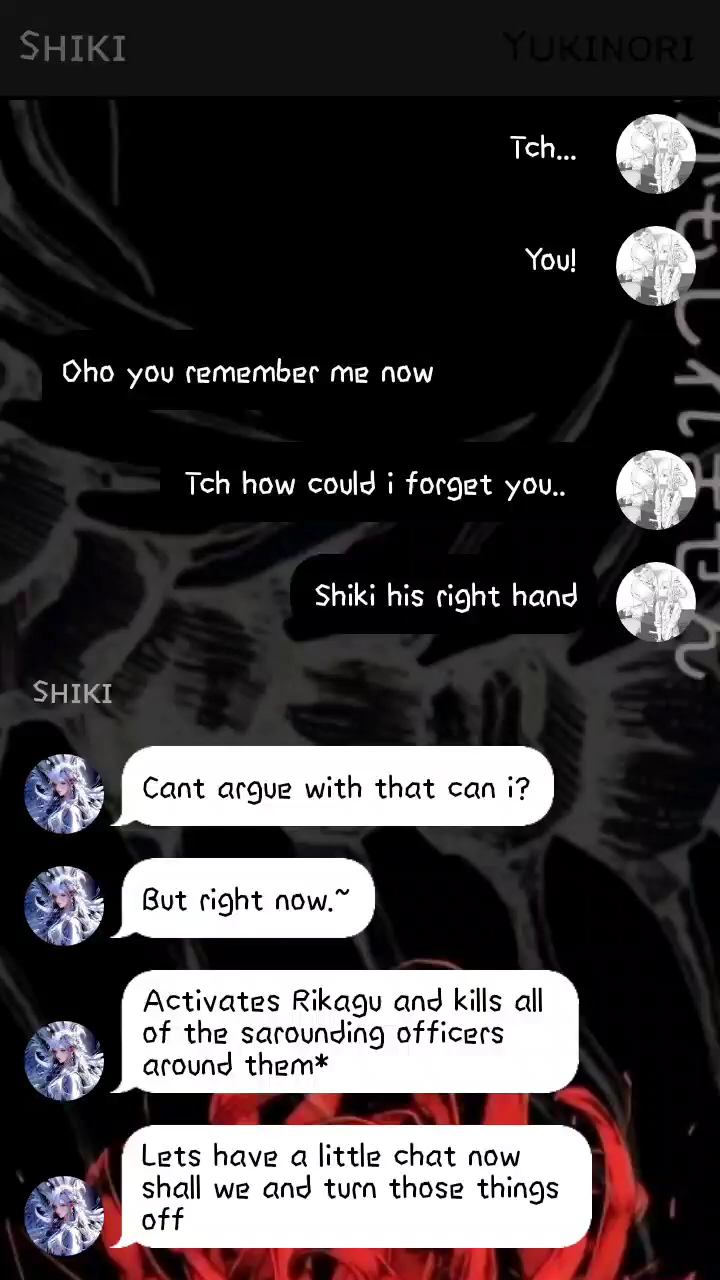 SHIKI
YUKINORI
Tch...
You!
Oho you remember me now
Tch how could i forget you..
Shiki his right hand
SHIKI
Cant argue with that can i?
But right now.~
Activates Rikagu and kills all
of the sarounding officers
around them*
Lets have a little chat now
shall we and turn those things
off